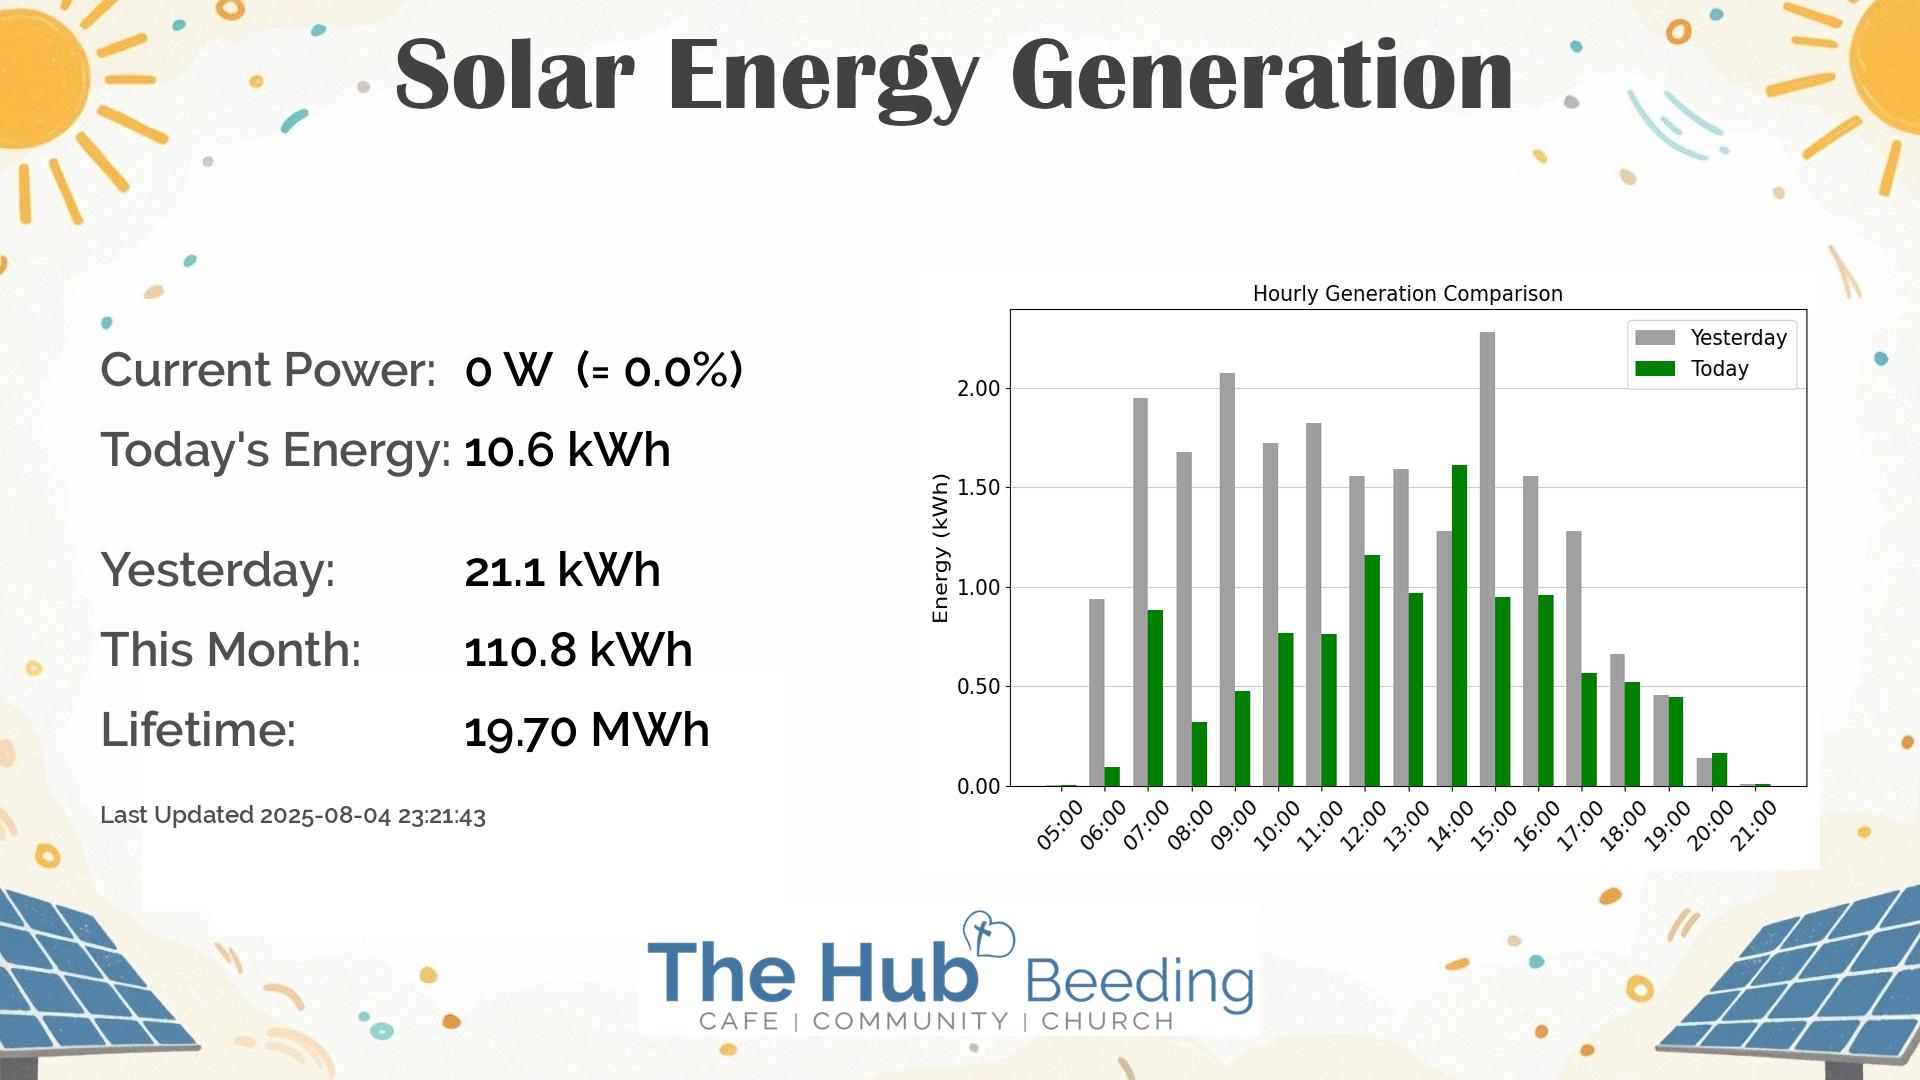 Solar Energy Generation
Current Power: 0 W (= 0.0%)
Today's Energy: 10.6 kWh
Yesterday: 21.1 kWh
This Month: 110.8 kWh
Lifetime: 19.70 MWh
Last Updated 2025-08-04 23:21:43
Hourly Generation Comparison
Yesterday
Today
Energy (kWh)
2.00
1.50
1.00
0.50
0.00
05:00 06:00 07:00 08:00 09:00 10:00 11:00 12:00 13:00 14:00 15:00 16:00 17:00 18:00 19:00 20:00 21:00
The Hub Beeding
CAFE | COMMUNITY | CHURCH